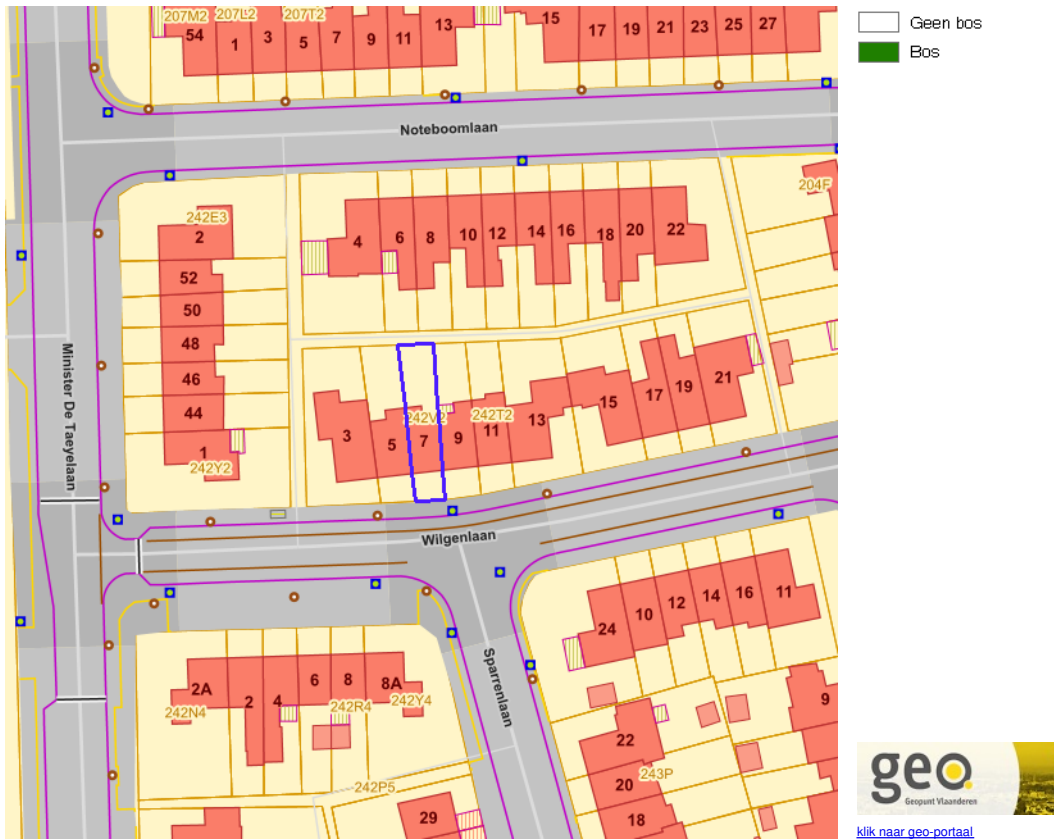 207M2 207L2 207T2
54 1 3 5 7 9 11 13 15 17 19 21 23 25 27
Geen bos
Bos
Noteboomlaan
204F
242E3
2
4 6 8 10 12 14 16 18 20 22
52
50
48
46
44
1
242Y2
Minister De Taeyelaan
3 5 7 9 11 13 15 17 19 21
242V2 242T2
Wilgenlaan
24 10 12 14 16 11
Sparrenlaan
2A 2 4 6 8 8A
242N4 242R4 242Y4
9
22
20
243P
18
242P5
29
geo
Geopunt Vlaanderen
klik naar geo-portaal